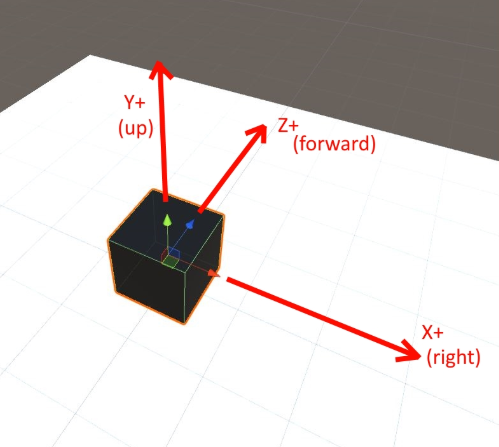 Y+
(up)
Z+
(forward)
X+
(right)